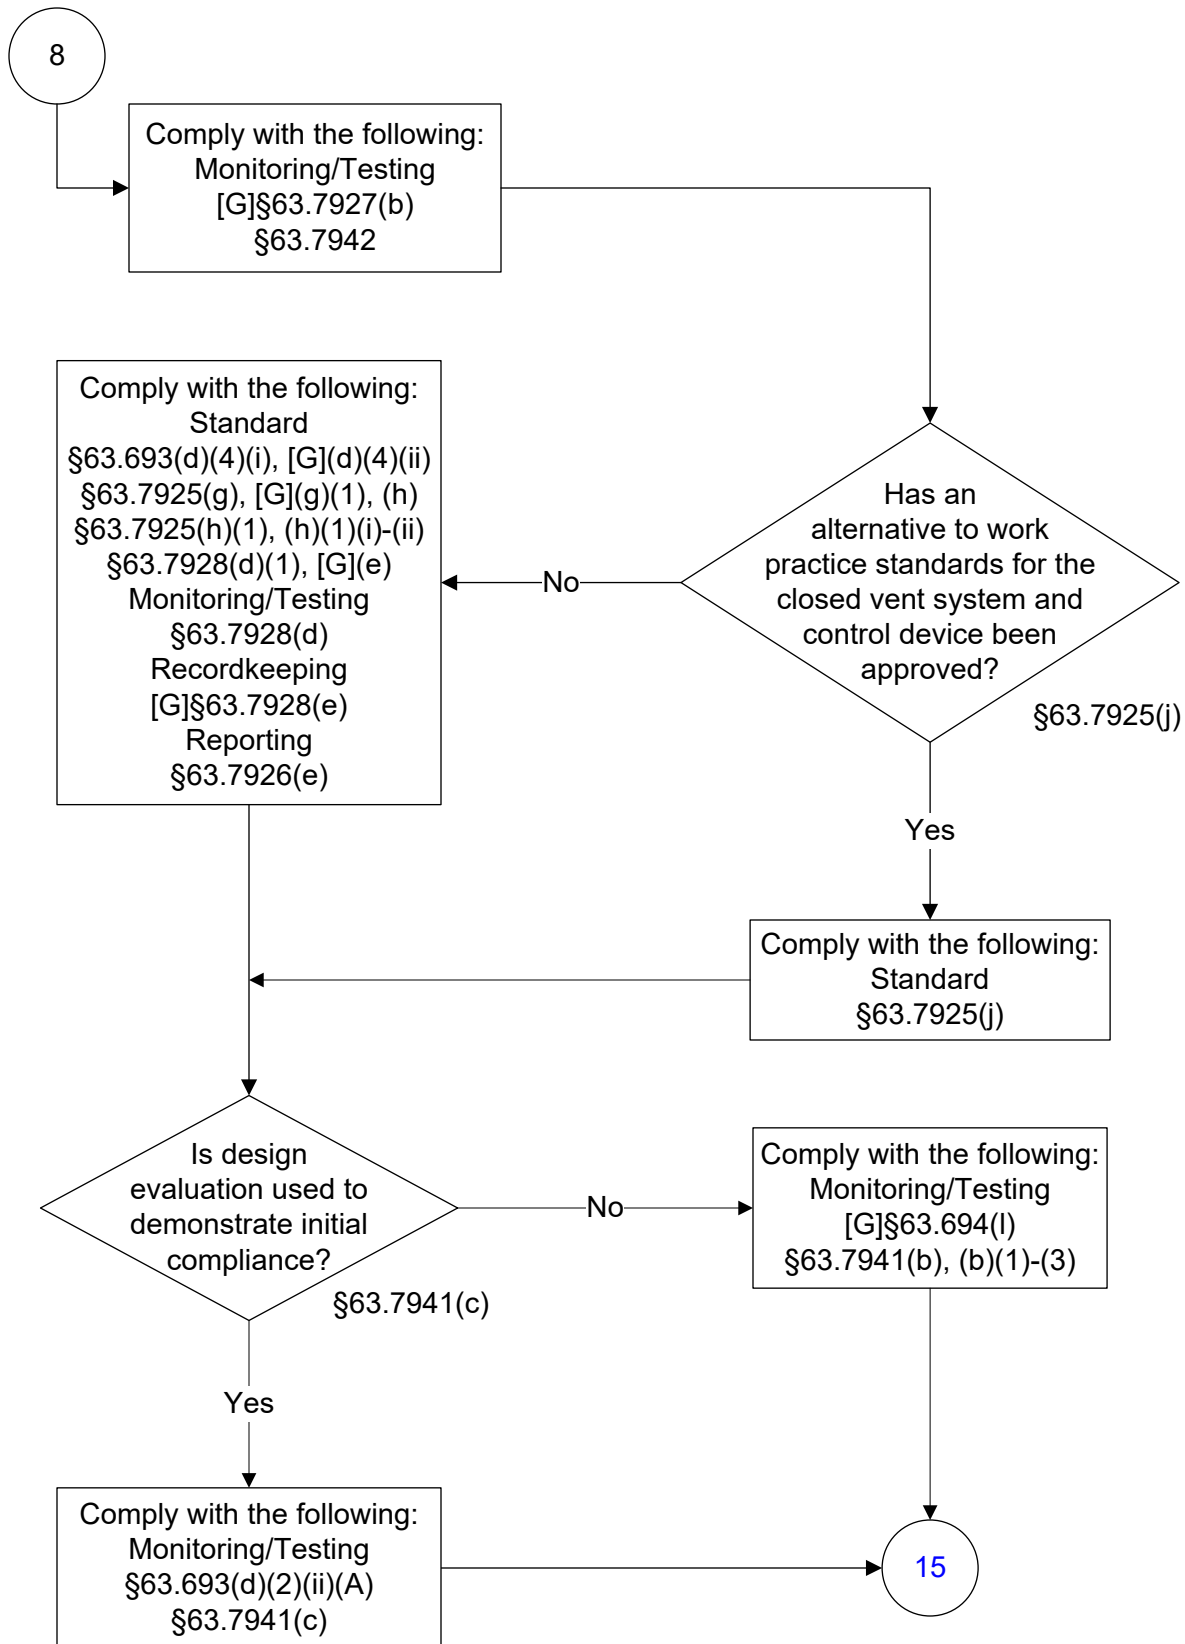 8
Comply with the following:
Monitoring/Testing
[G]§63.7927(b)
§63.7942
Has an
alternative to work
practice standards for the
closed vent system and
control device been
approved?
§63.7925(j)
No
Comply with the following:
Standard
§63.693(d)(4)(i), [G](d)(4)(ii)
§63.7925(g), [G](g)(1), (h)
§63.7925(h)(1), (h)(1)(i)-(ii)
§63.7928(d)(1), [G](e)
Monitoring/Testing
§63.7928(d)
Recordkeeping
[G]§63.7928(e)
Reporting
§63.7926(e)
Yes
Comply with the following:
Standard
§63.7925(j)
Is design
evaluation used to
demonstrate initial
compliance?
§63.7941(c)
No
Comply with the following:
Monitoring/Testing
[G]§63.694(l)
§63.7941(b), (b)(1)-(3)
Yes
Comply with the following:
Monitoring/Testing
§63.693(d)(2)(ii)(A)
§63.7941(c)
15